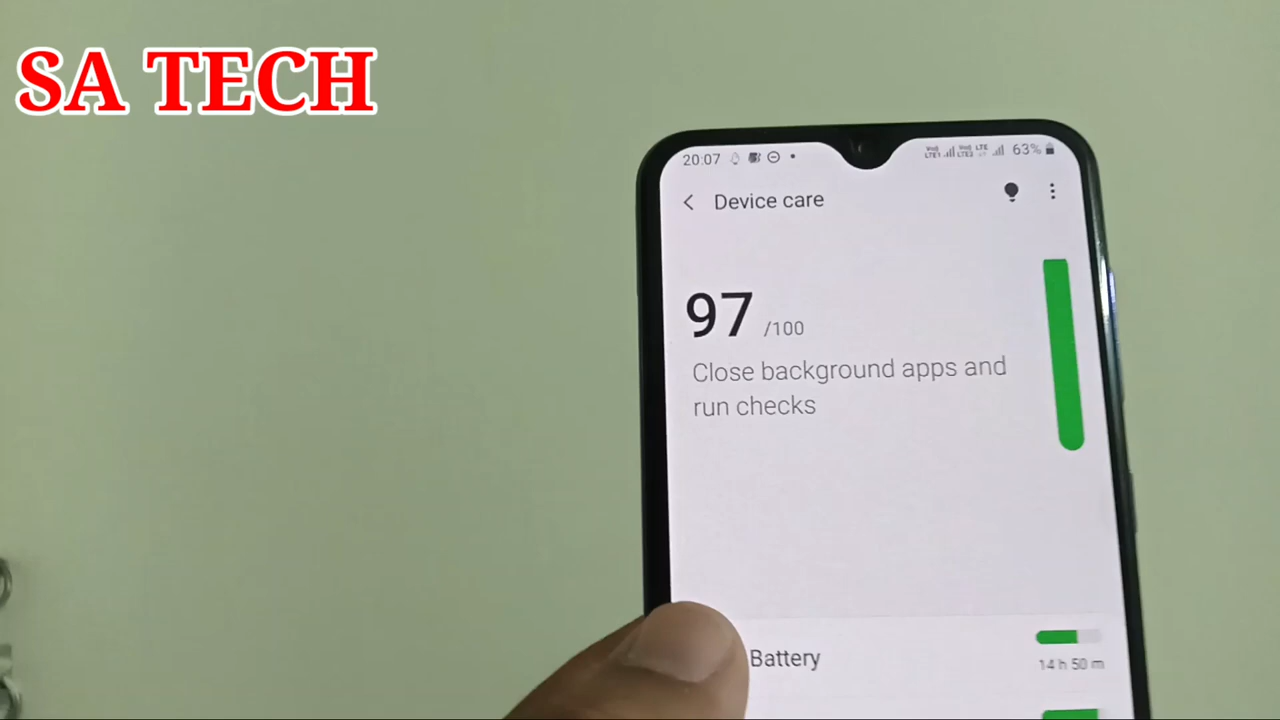 SA TECH
20:07
63%
Device care
97 /100
Close background apps and
run checks
Battery
14 h 50 m